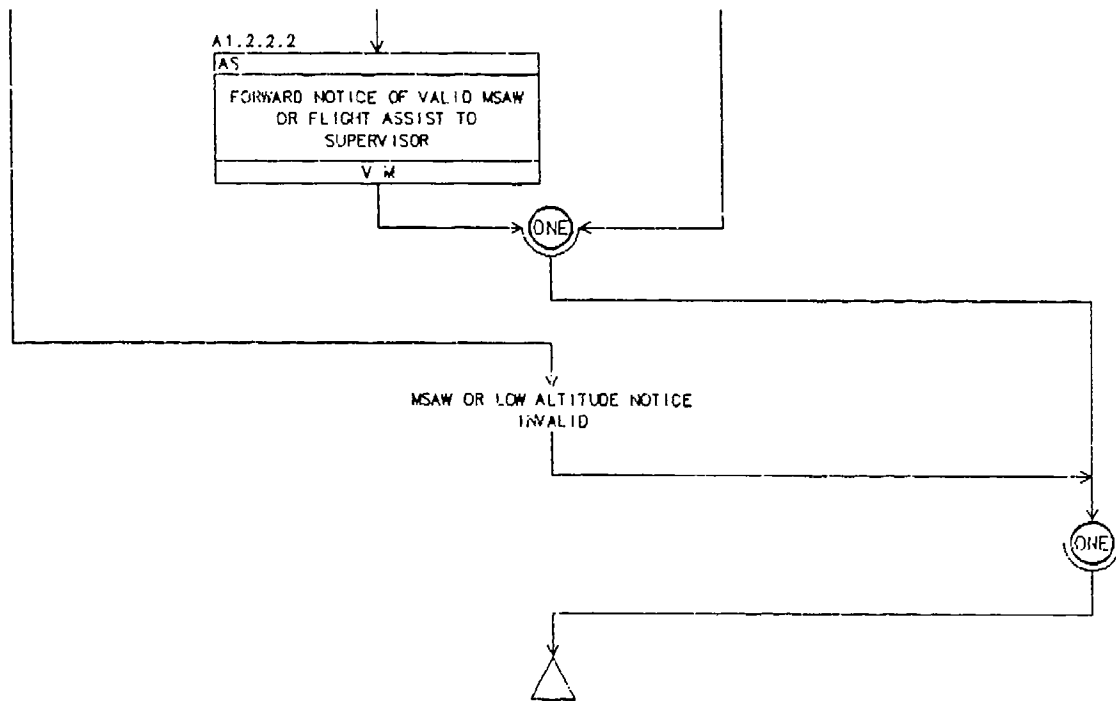 A1.2.2.2
AS
FORWARD NOTICE OF VALID MSAW
OR FLIGHT ASSIST TO
SUPERVISOR
V M
ONE
MSAW OR LOW ALTITUDE NOTICE
INVALID
ONE